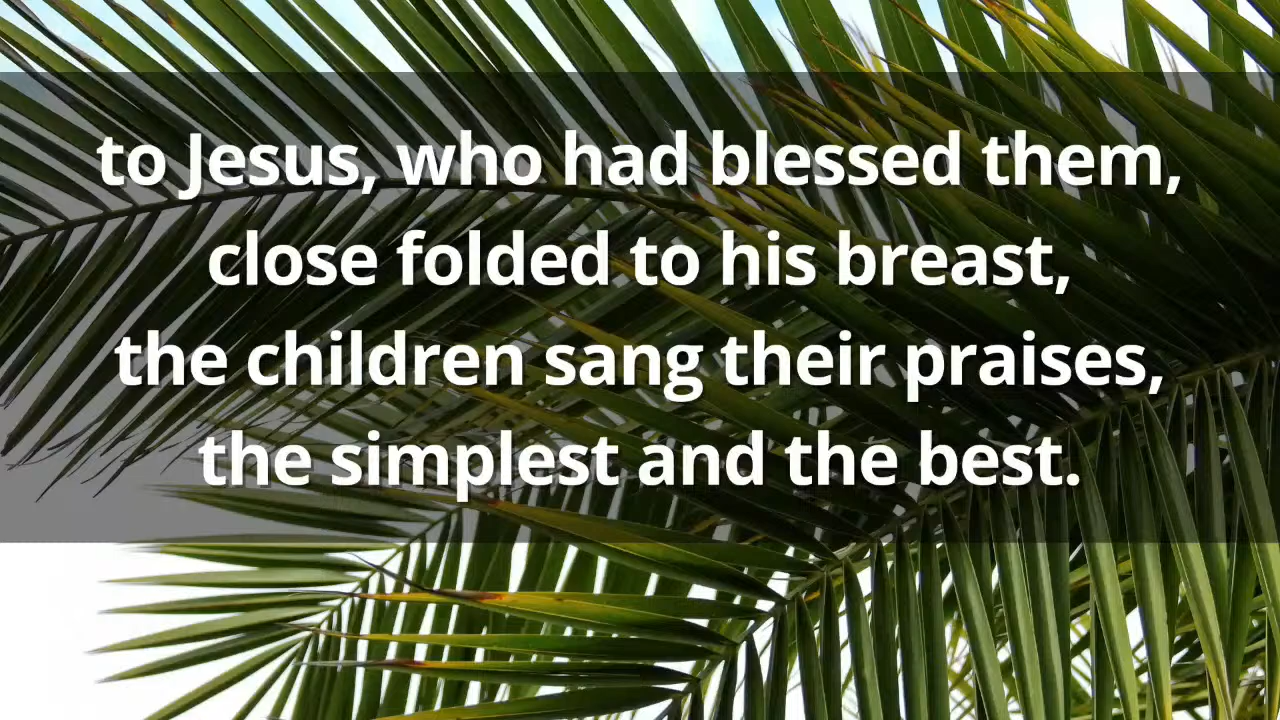 to Jesus, who had blessed them,
close folded to his breast,
the children sang their praises,
the simplest and the best.